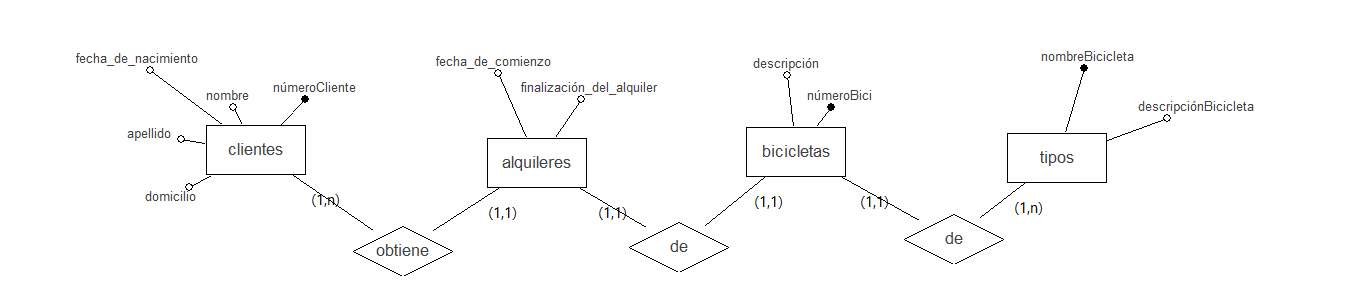 fecha_de_nacimiento
nombre
númeroCliente
apellido
domicilio
clientes
(1,n)
obtiene
fecha_de_comienzo
finalización_del_alquiler
alquileres
(1,1)
(1,1)
de
descripción
númeroBici
bicicletas
(1,1)
(1,1)
de
nombreBicicleta
descripciónBicicleta
tipos
(1,n)